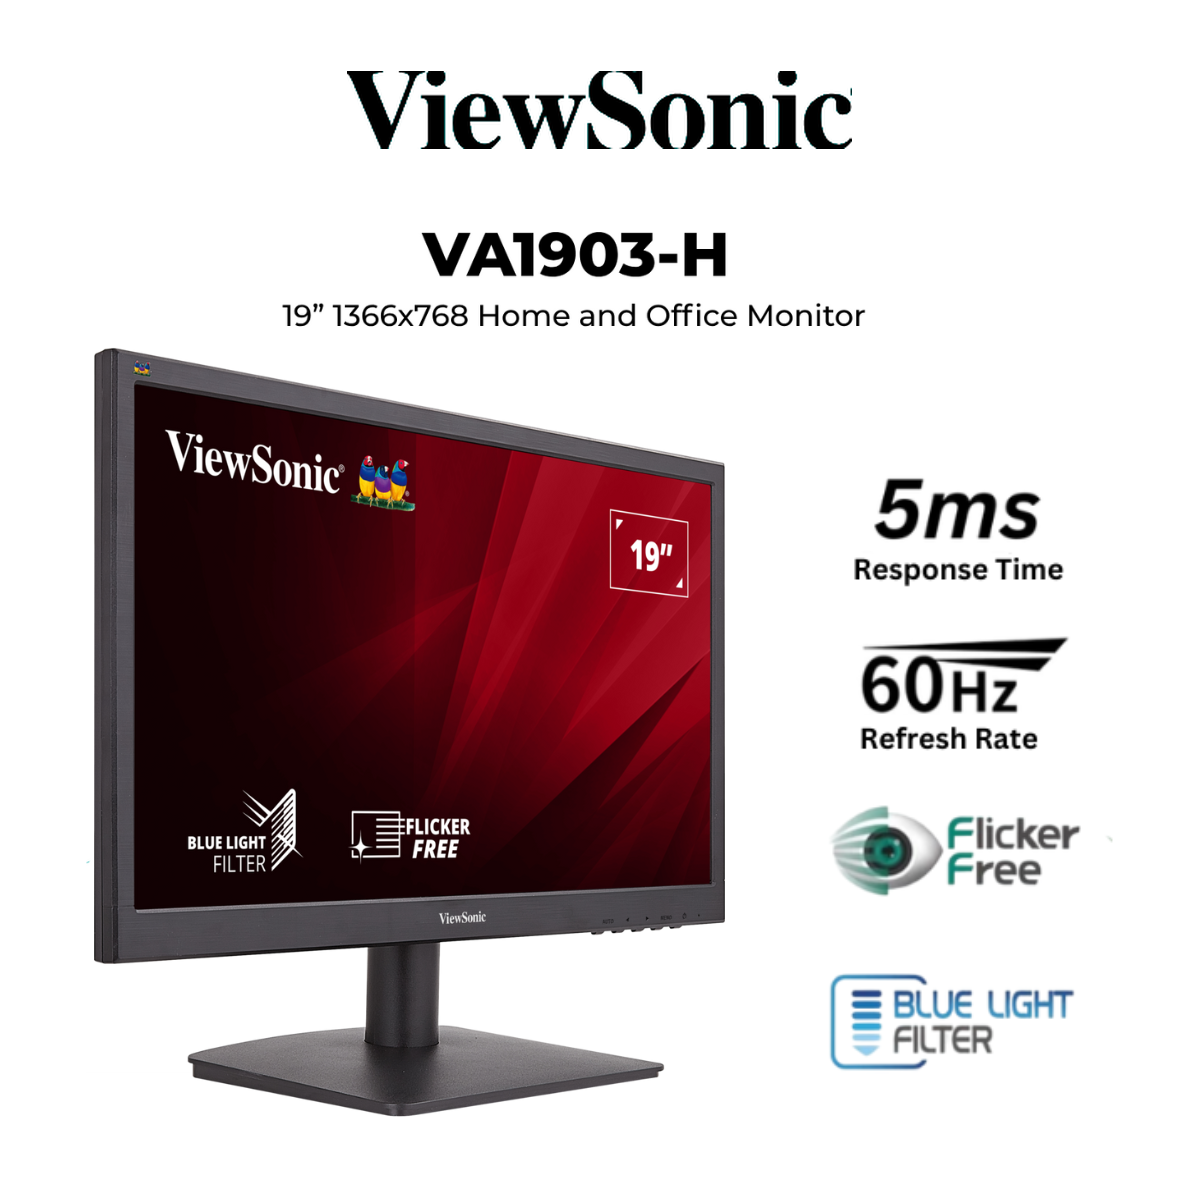 ViewSonic
VA1903-H
19” 1366x768 Home and Office Monitor
ViewSonic®
19”
BLUE LIGHT
FILTER
FLICKER
FREE
ViewSonic
5ms
Response Time
60Hz
Refresh Rate
Flicker
Free
BLUE LIGHT
FILTER